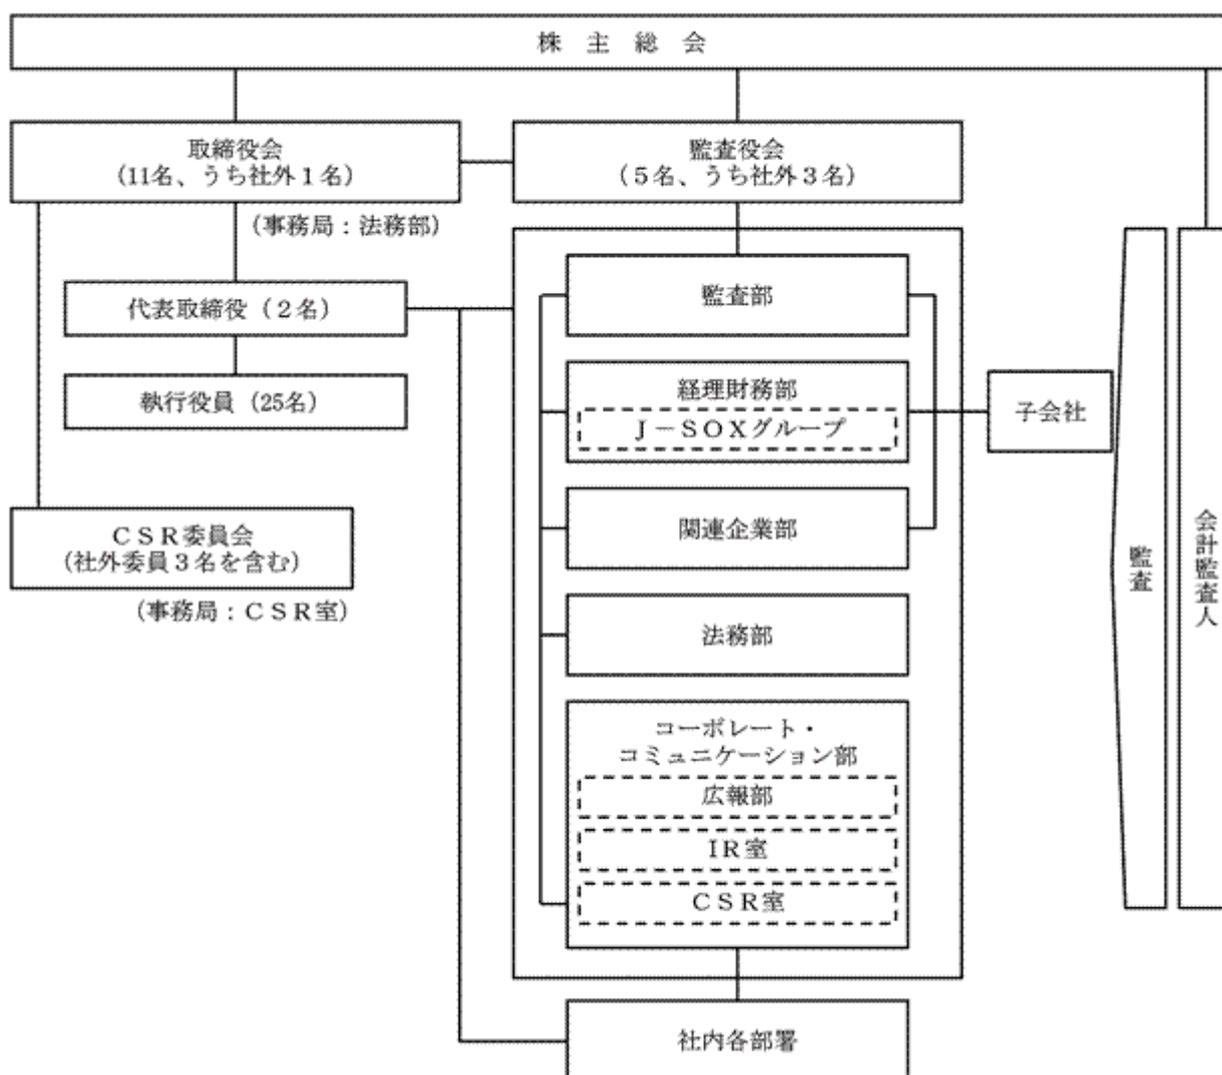 株主総会
取締役会
(11名、うち社外1名)
監査役会
(5名、うち社外3名)
(事務局：法務部)
代表取締役 (2名)
執行役員 (25名)
CSR委員会
(社外委員3名を含む)
(事務局：CSR室)
監査部
経理財務部
J－SOXグループ
関連企業部
法務部
コーポレート・
コミュニケーション部
広報部
IR室
CSR室
社内各部署
子会社
監査
会計監査人